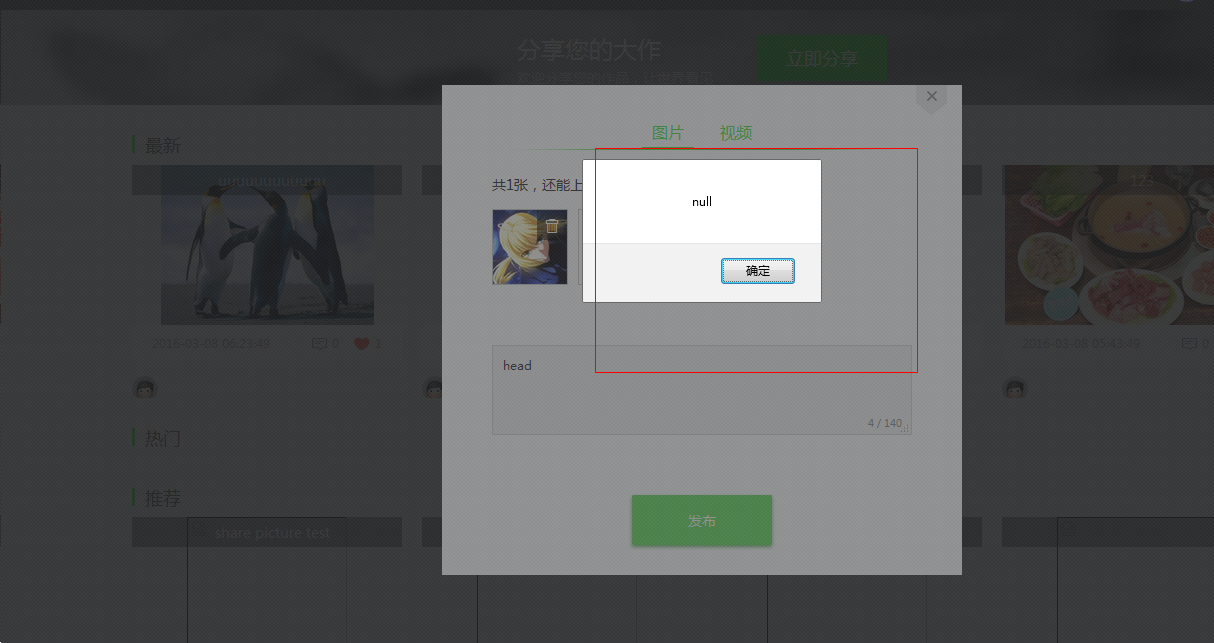 分享您的大作
立即分享
图片
视频
最新
uuuuuuuuuuuu
123
共1张，还能上
null
确定
2016-03-08 06:23:49
0
1
2016-03-08 05:43:49
0
head
4 / 140
热门
推荐
share picture test
发布